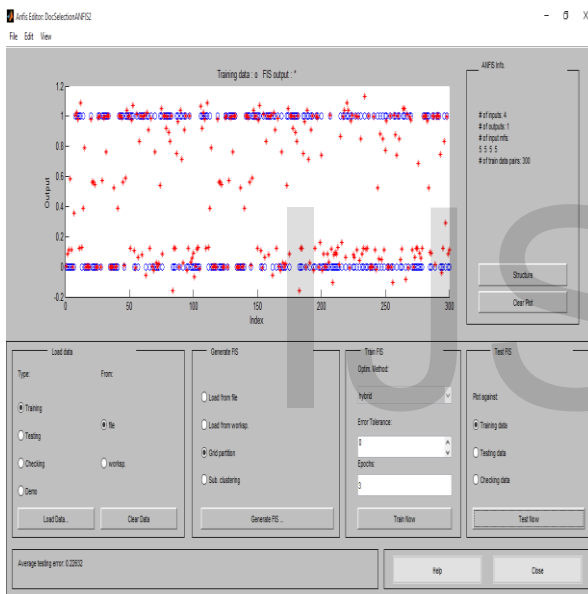 Anfis Editor: DocSelectionANFIS2
File Edit View
Training data : o FIS output : *
1.2
1
0.8
0.6
0.4
0.2
0
-0.2
Output
0 50 100 150 200 250 300
Index
ANFIS Info.
# of inputs: 4
# of outputs: 1
# of input mfs:
5 5 5 5
# of train data pairs: 300
Structure
Clear Plot
Load data
Type: From:
Training
Testing
Checking
Demo
file
worksp.
Load Data... Clear Data
Generate FIS
Load from file
Load from worksp.
Grid partition
Sub. clustering
Generate FIS ...
Train FIS
Optim. Method:
hybrid
Error Tolerance:
0
Epochs:
3
Train Now
Test FIS
Plot against:
Training data
Testing data
Checking data
Test Now
Average testing error: 0.22632
Help Close
IJS